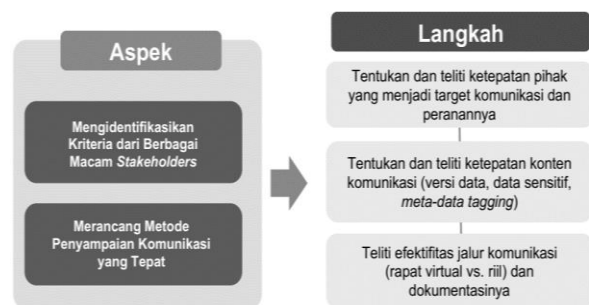 Aspek
Mengidentifikasikan
Kriteria dari Berbagai
Macam Stakeholders
Merancang Metode
Penyampaian Komunikasi
yang Tepat
Langkah
Tentukan dan teliti ketepatan pihak
yang menjadi target komunikasi dan
peranannya
Tentukan dan teliti ketepatan konten
komunikasi (versi data, data sensitif,
meta-data tagging)
Teliti efektifitas jalur komunikasi
(rapat virtual vs. riil) dan
dokumentasinya